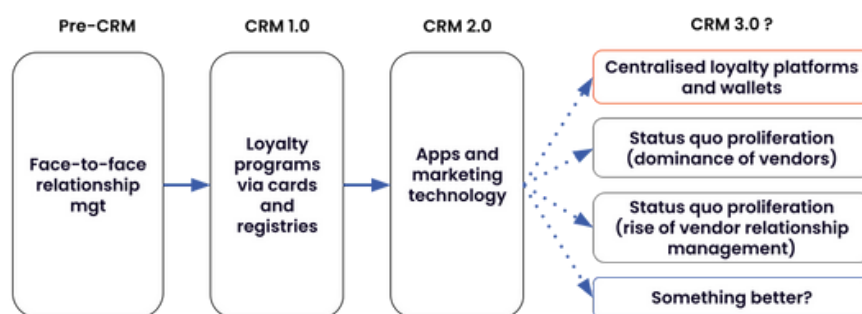 Pre-CRM
CRM 1.0
CRM 2.0
CRM 3.0 ?
Face-to-face
relationship
mgt
Loyalty
programs
via cards
and
registries
Apps and
marketing
technology
Centralised loyalty platforms
and wallets
Status quo proliferation
(dominance of vendors)
Status quo proliferation
(rise of vendor relationship
management)
Something better?